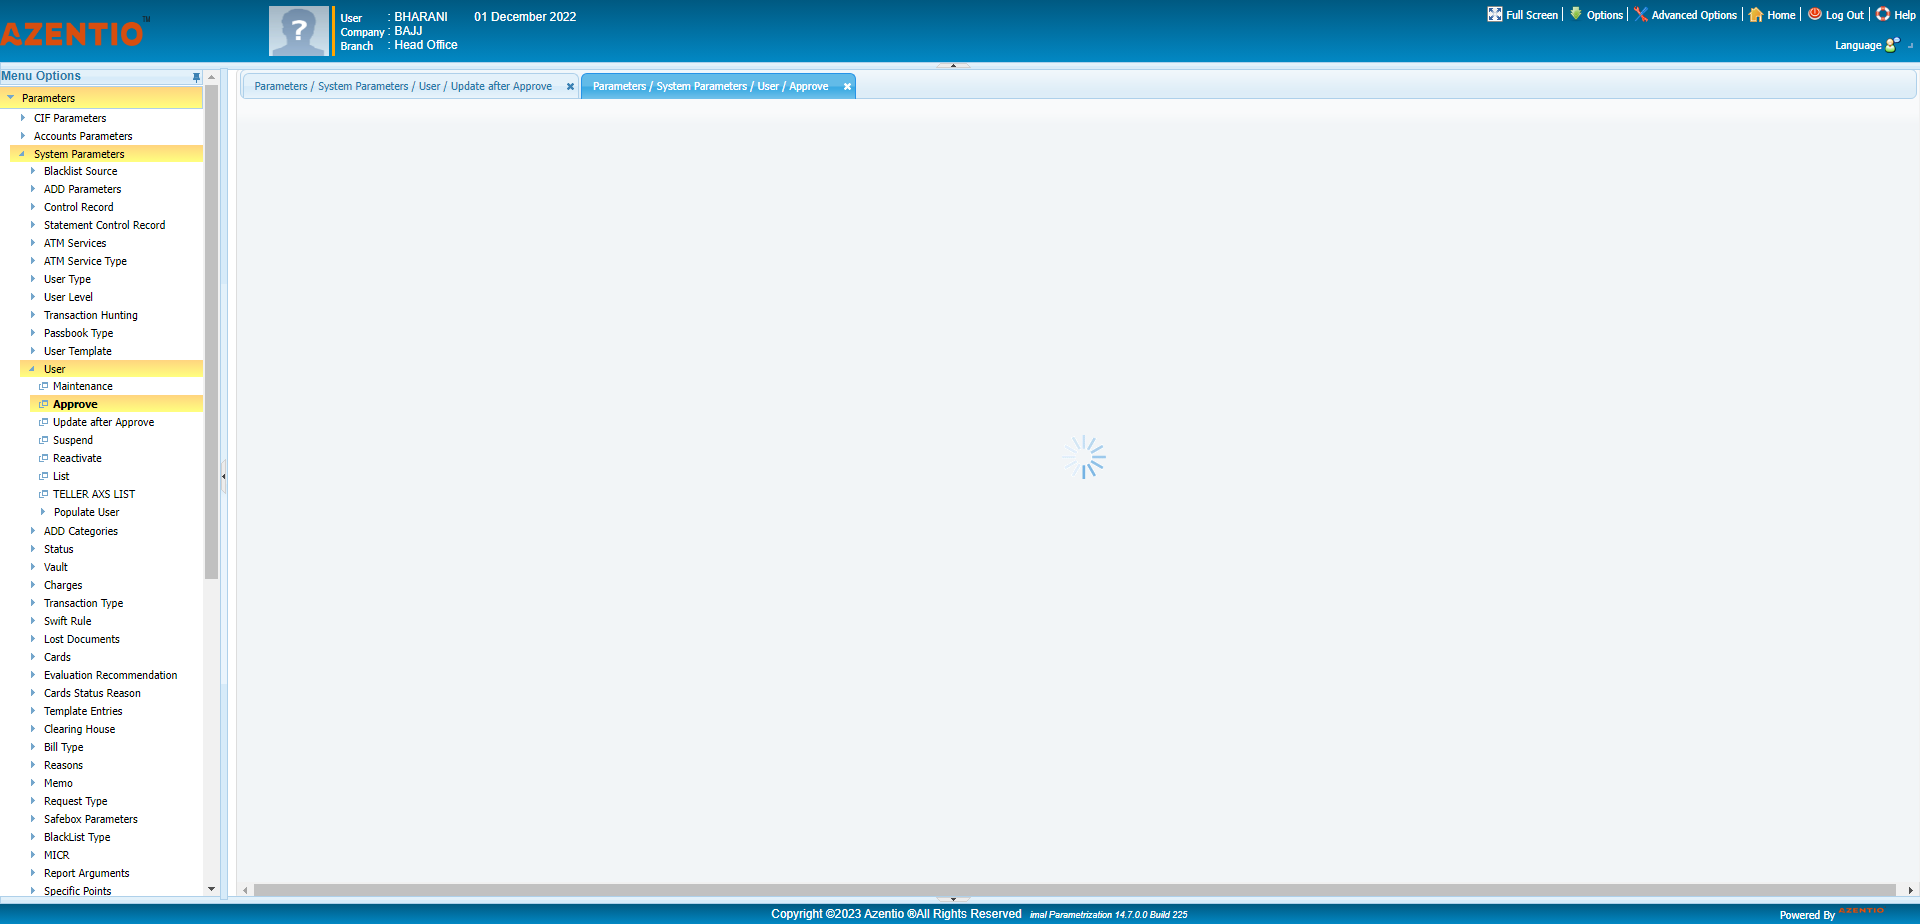 AZENTIO™
User : BHARANI 01 December 2022
Company : BAJJ
Branch : Head Office
Full Screen Options Advanced Options Home Log Out Help
Language
Menu Options
Parameters / System Parameters / User / Update after Approve
Parameters / System Parameters / User / Approve
Parameters
CIF Parameters
Accounts Parameters
System Parameters
Blacklist Source
ADD Parameters
Control Record
Statement Control Record
ATM Services
ATM Service Type
User Type
User Level
Transaction Hunting
Passbook Type
User Template
User
Maintenance
Approve
Update after Approve
Suspend
Reactivate
List
TELLER AXS LIST
Populate User
ADD Categories
Status
Vault
Charges
Transaction Type
Swift Rule
Lost Documents
Cards
Evaluation Recommendation
Cards Status Reason
Template Entries
Clearing House
Bill Type
Reasons
Memo
Request Type
Safebox Parameters
BlackList Type
MICR
Report Arguments
Specific Points
Copyright ©2023 Azentio ®All Rights Reserved imal Parametrization 14.7.0.0 Build 225
Powered By AZENTIO